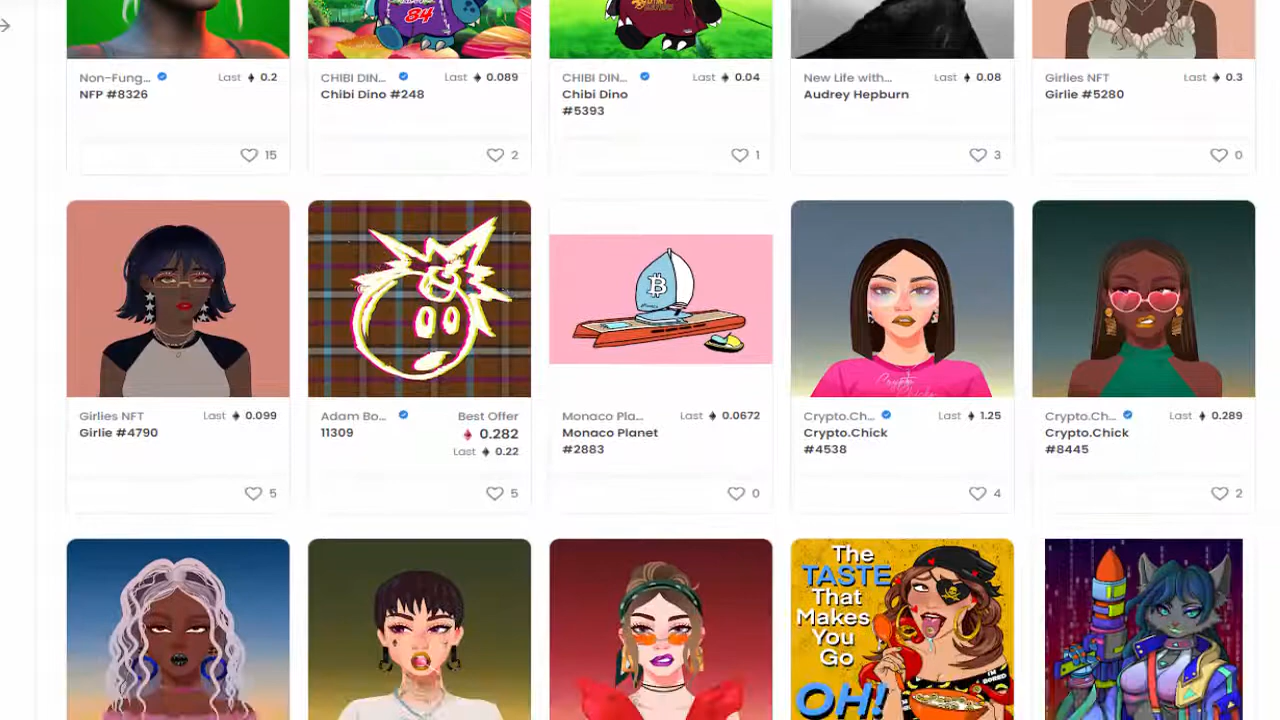 84
Non-Fung... Last 0.2
NFP #8326
15
CHIBI DIN... Last 0.089
Chibi Dino #248
2
CHIBI DIN... Last 0.04
Chibi Dino
#5393
1
New Life with... Last 0.08
Audrey Hepburn
3
Girlies NFT Last 0.3
Girlie #5280
0
Girlies NFT Last 0.099
Girlie #4790
5
Adam Bo... Best Offer
11309 0.282
Last 0.22
5
B
Monaco Pla... Last 0.0672
Monaco Planet
#2883
0
Crypto
Crypto.Ch... Last 1.25
Crypto.Chick
#4538
4
Crypto.Ch... Last 0.289
Crypto.Chick
#8445
2
The
TASTE
That
Makes
You
Go
OH!
I'M
BORED